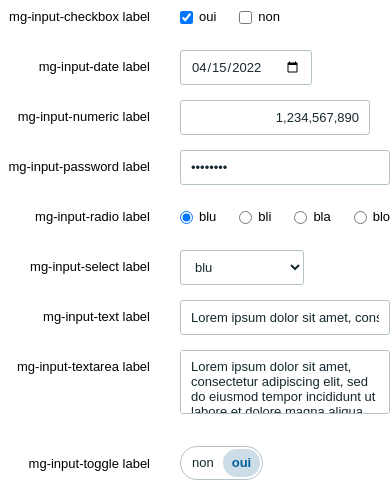 mg-input-checkbox label oui non
mg-input-date label 04/15/2022
mg-input-numeric label 1,234,567,890
mg-input-password label ••••••••
mg-input-radio label blu bli bla blo
mg-input-select label blu
mg-input-text label Lorem ipsum dolor sit amet, cons
mg-input-textarea label Lorem ipsum dolor sit amet,
consectetur adipiscing elit, sed
do eiusmod tempor incididunt ut
labore et dolore magna aliqua
mg-input-toggle label non oui